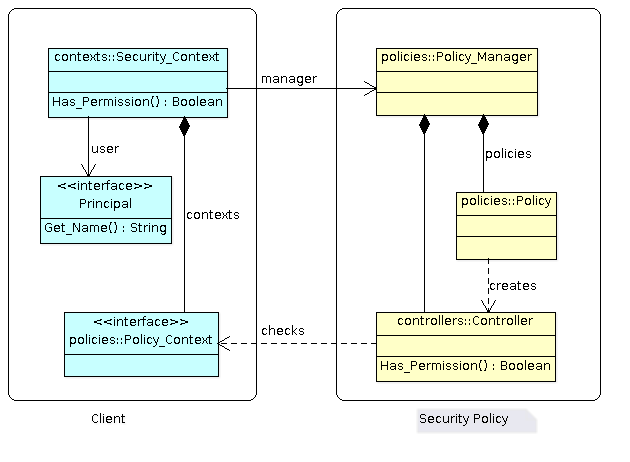 contexts::Security_Context
Has_Permission() : Boolean
manager
policies::Policy_Manager
user
policies
<<interface>>
Principal
Get_Name() : String
contexts
policies::Policy
creates
<<interface>>
policies::Policy_Context
checks
controllers::Controller
Has_Permission() : Boolean
Client
Security Policy